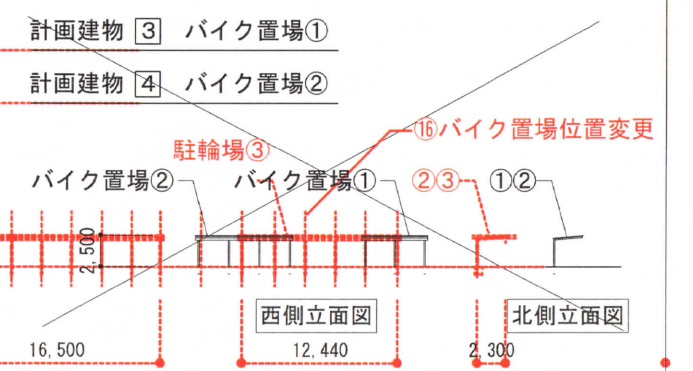 計画建物 3 バイク置場①
計画建物 4 バイク置場②
⑯バイク置場位置変更
駐輪場③
バイク置場② バイク置場① ②③ ①②
2,500
西側立面図 北側立面図
16,500 12,440 2,300